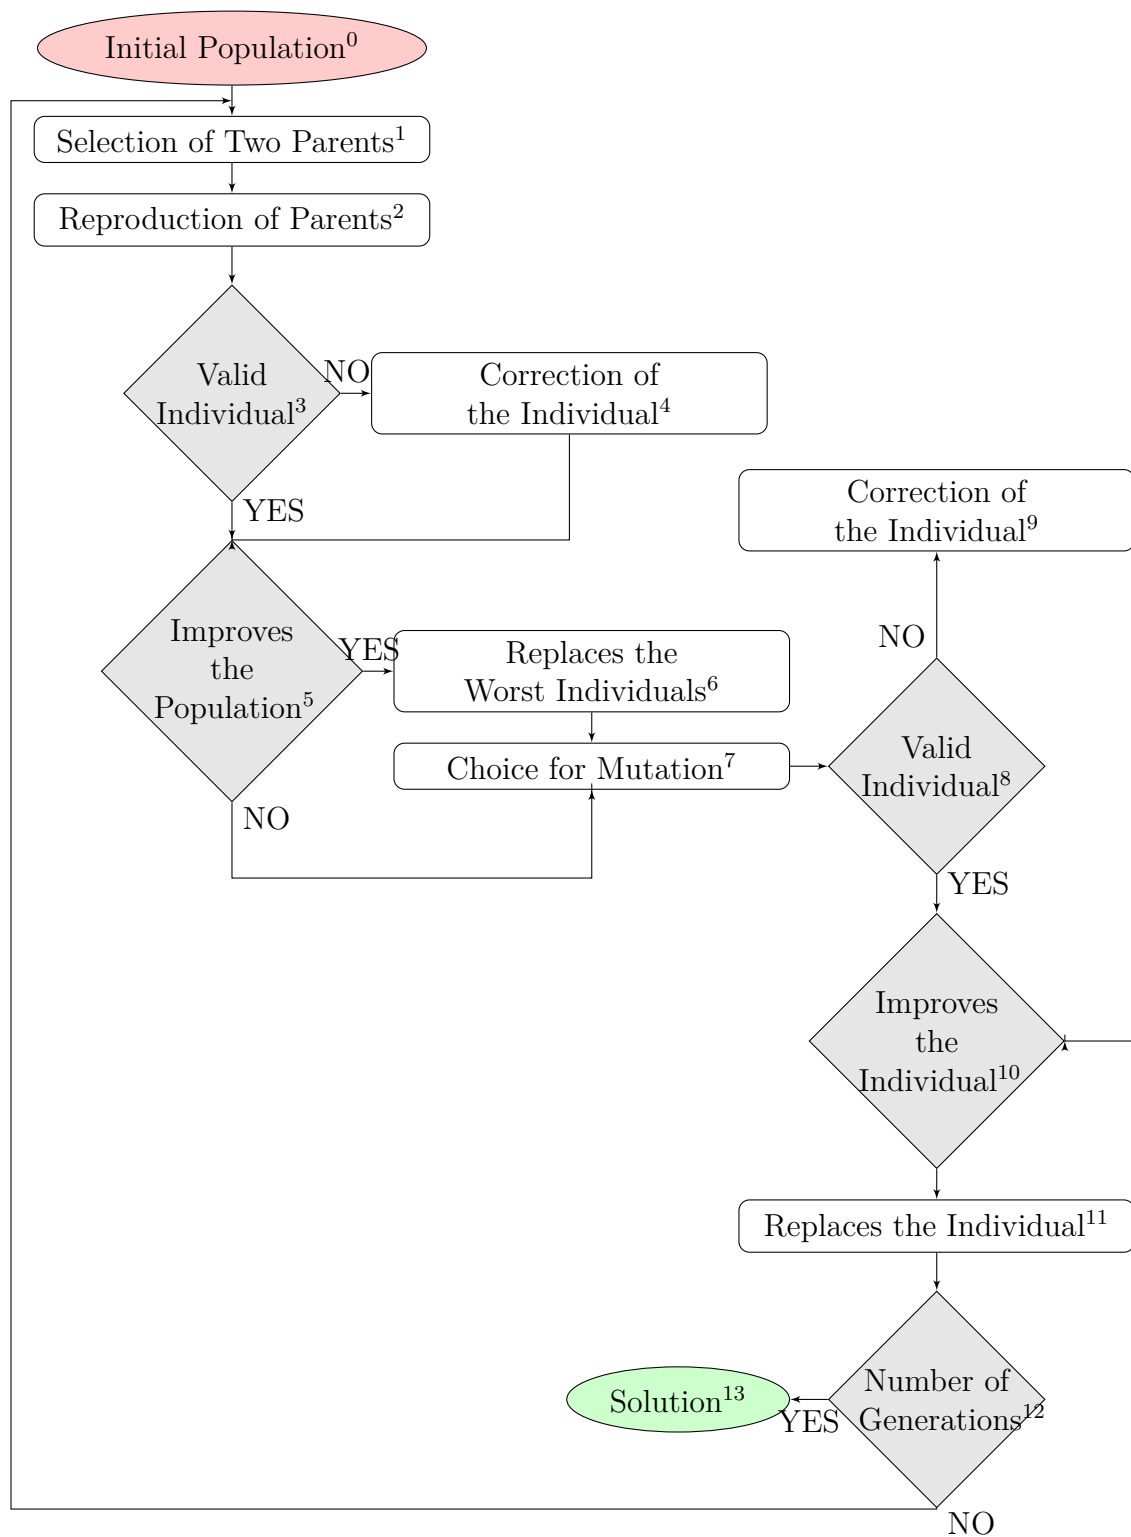 Initial Population⁰
Selection of Two Parents¹
Reproduction of Parents²
Valid
Individual³
NO
Correction of
the Individual⁴
YES
Improves
the
Population⁵
YES
Replaces the
Worst Individuals⁶
Choice for Mutation⁷
NO
Correction of
the Individual⁹
NO
Valid
Individual⁸
YES
Improves
the
Individual¹⁰
Replaces the Individual¹¹
Number of
Generations¹²
YES
Solution¹³
NO